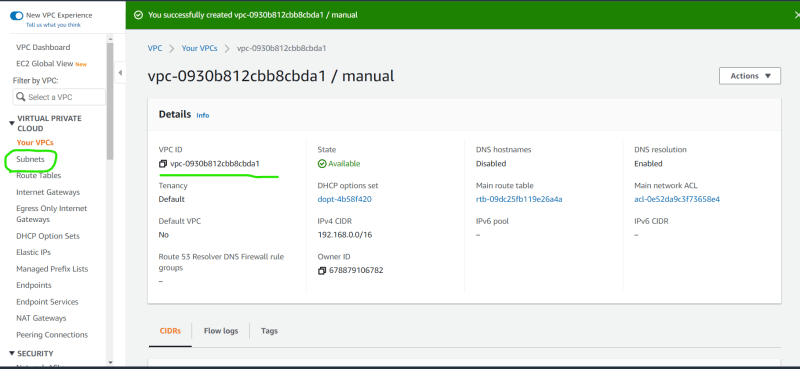 New VPC Experience
Tell us what you think
VPC Dashboard
EC2 Global View New
Filter by VPC:
Select a VPC
VIRTUAL PRIVATE
CLOUD
Your VPCs
Subnets
Route Tables
Internet Gateways
Egress Only Internet
Gateways
DHCP Option Sets
Elastic IPs
Managed Prefix Lists
Endpoints
Endpoint Services
NAT Gateways
Peering Connections
SECURITY
You successfully created vpc-0930b812cbb8cbda1 / manual
VPC > Your VPCs > vpc-0930b812cbb8cbda1
vpc-0930b812cbb8cbda1 / manual
Actions
Details Info
VPC ID
vpc-0930b812cbb8cbda1
State
Available
DNS hostnames
Disabled
DNS resolution
Enabled
Tenancy
Default
DHCP options set
dopt-4b58f420
Main route table
rtb-09dc25fb119e26a4a
Main network ACL
acl-0e52da9c3f73658e4
Default VPC
No
IPv4 CIDR
192.168.0.0/16
IPv6 pool
–
IPv6 CIDR
–
Route 53 Resolver DNS Firewall rule
groups
–
Owner ID
678879106782
CIDRs
Flow logs
Tags